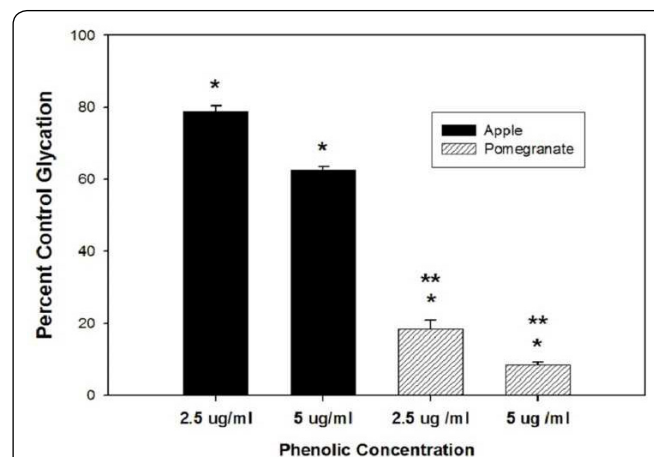 Percent Control Glycation
100
80
60
40
20
0
*
*
**
*
**
*
Apple
Pomegranate
2.5 ug/ml 5 ug/ml 2.5 ug /ml 5 ug /ml
Phenolic Concentration